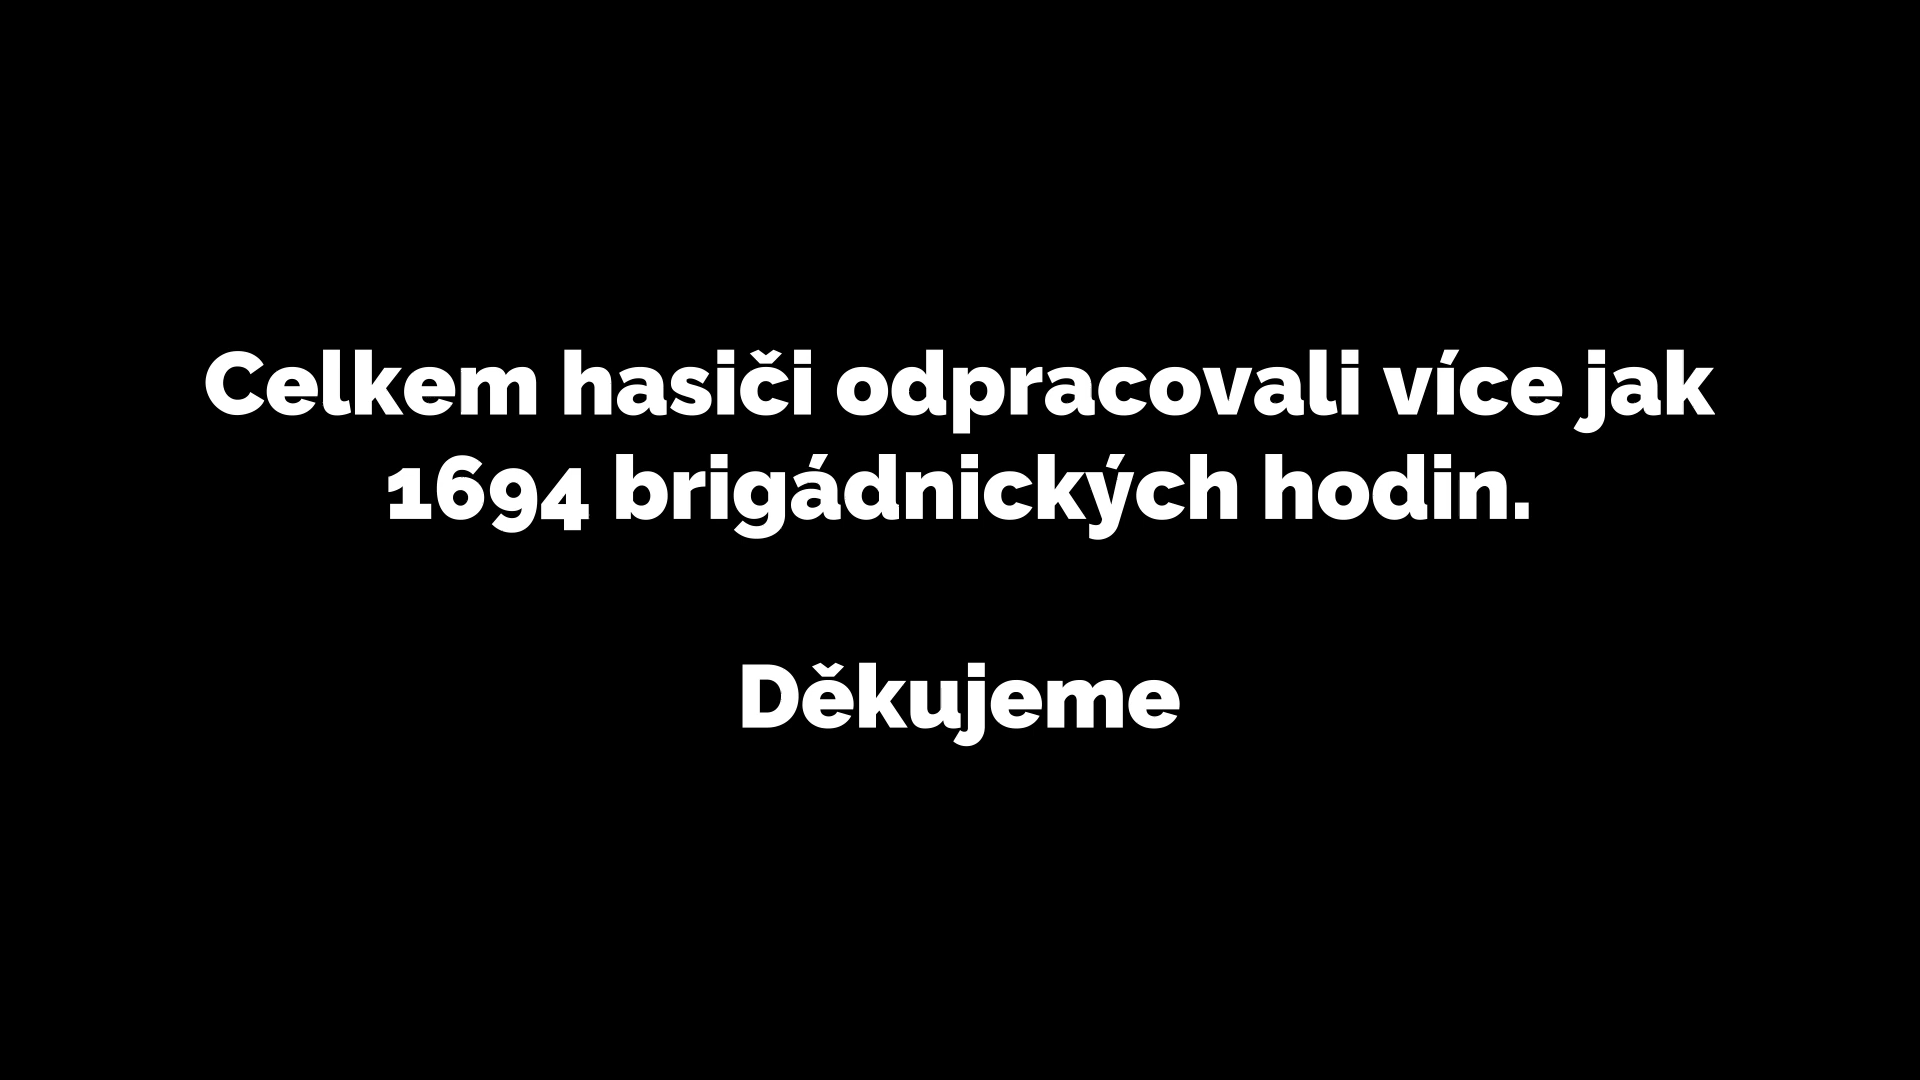 Celkem hasiči odpracovali více jak
1694 brigádnických hodin.
Děkujeme